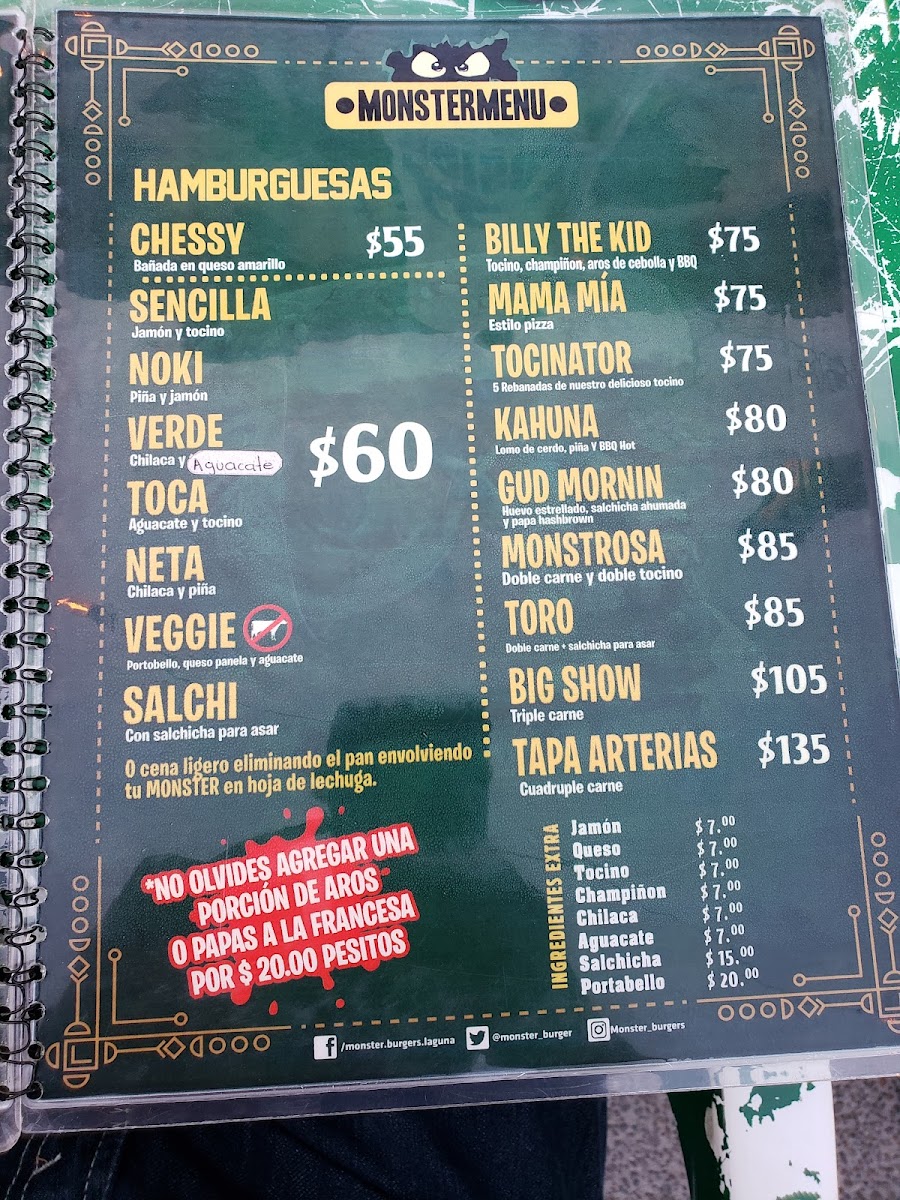 •MONSTERMENU•
HAMBURGUESAS
CHESSY $55
Bañada en queso amarillo
SENCILLA
Jamón y tocino
NOKI
Piña y jamón
VERDE
Chilaca y Aguacate
$60
TOCA
Aguacate y tocino
NETA
Chilaca y piña
VEGGIE
Portobello, queso panela y aguacate
SALCHI
Con salchicha para asar
O cena ligero eliminando el pan envolviendo
tu MONSTER en hoja de lechuga.
*NO OLVIDES AGREGAR UNA
PORCIÓN DE AROS
O PAPAS A LA FRANCESA
POR $ 20.00 PESITOS
BILLY THE KID $75
Tocino, champiñon, aros de cebolla y BBQ
MAMA MÍA $75
Estilo pizza
TOCINATOR $75
5 Rebanadas de nuestro delicioso tocino
KAHUNA $80
Lomo de cerdo, piña Y BBQ Hot
GUD MORNIN $80
Huevo estrellado, salchicha ahumada
y papa hashbrown
MONSTROSA $85
Doble carne y doble tocino
TORO $85
Doble carne + salchicha para asar
BIG SHOW $105
Triple carne
TAPA ARTERIAS $135
Cuadruple carne
INGREDIENTES EXTRA
Jamón $7.00
Queso $7.00
Tocino $7.00
Champiñon $7.00
Chilaca $7.00
Aguacate $7.00
Salchicha $15.00
Portabello $20.00
/monster.burgers.laguna @monster_burger Monster_burgers